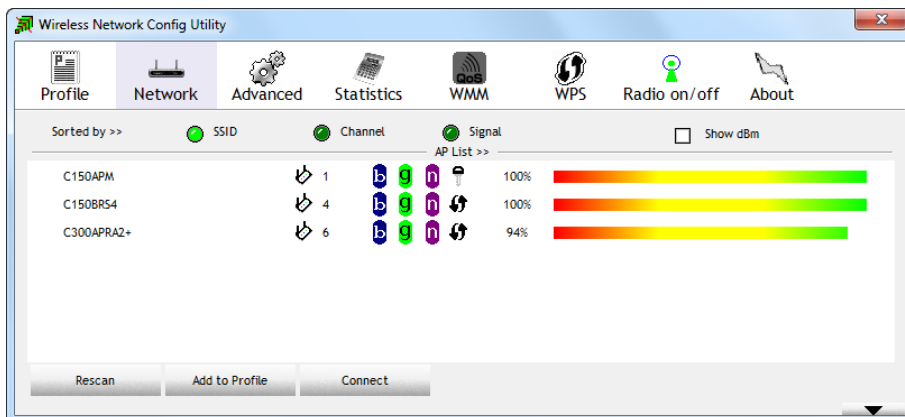 Wireless Network Config Utility
Profile Network Advanced Statistics QoS WMM WPS Radio on/off About
Sorted by >> SSID Channel Signal Show dBm
AP List >>
C150APM 1 b g n 100%
C150BRS4 4 b g n 100%
C300APRA2+ 6 b g n 94%
Rescan Add to Profile Connect